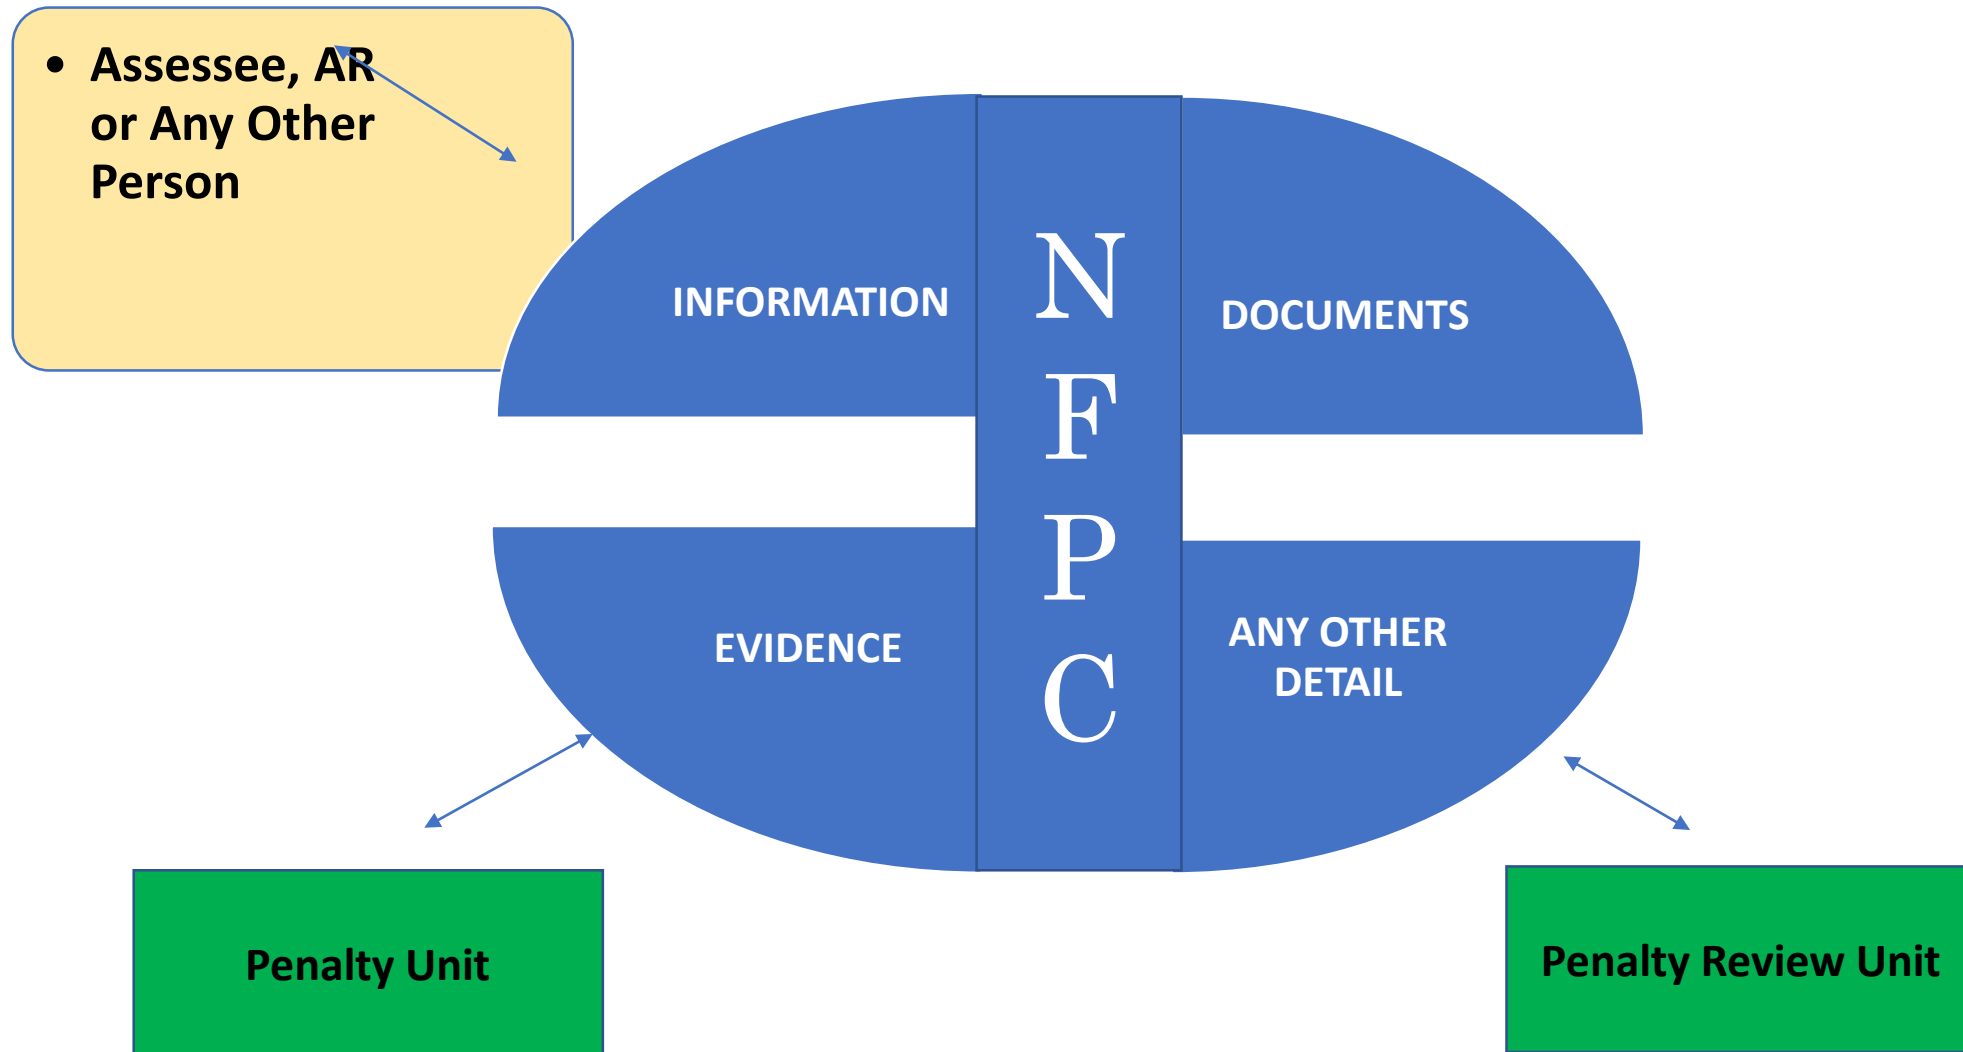 • Assessee, AR
or Any Other
Person
INFORMATION
N
F
P
C
DOCUMENTS
EVIDENCE
ANY OTHER
DETAIL
Penalty Unit
Penalty Review Unit